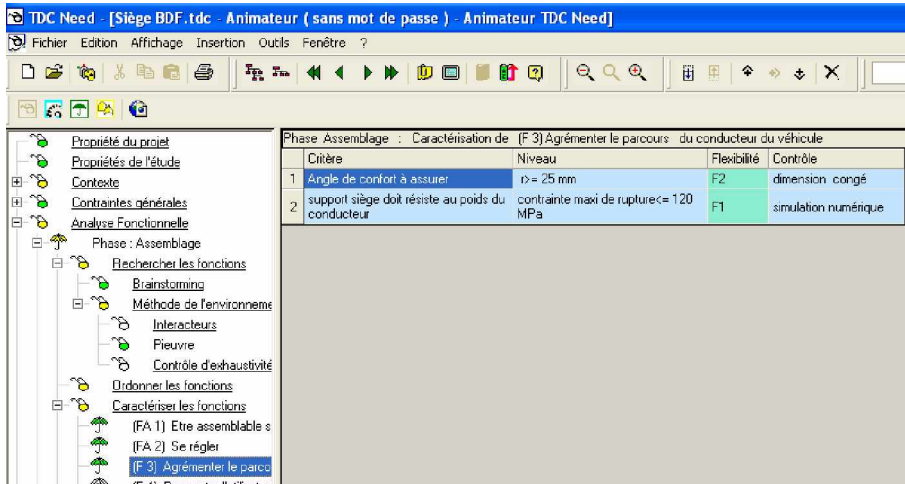 TDC Need - [Siège BDF.tdc - Animateur ( sans mot de passe ) - Animateur TDC Need]
Fichier Edition Affichage Insertion Outils Fenêtre ?
Propriété du projet
Propriétés de l'étude
Contexte
Contraintes générales
Analyse Fonctionnelle
Phase : Assemblage
Rechercher les fonctions
Brainstorming
Méthode de l'environneme
Interacteurs
Pieuvre
Contrôle d'exhaustivité
Ordonner les fonctions
Caractériser les fonctions
(FA 1) Etre assemblable s
(FA 2) Se régler
(F 3) Agrémenter le parco
Phase Assemblage : Caractérisation de (F 3) Agrémenter le parcours du conducteur du véhicule
Critère Niveau Flexibilité Contrôle
1 Angle de confort à assurer r>= 25 mm F2 dimension congé
2 support siège doit résiste au poids du conducteur contrainte maxi de rupture<= 120 MPa F1 simulation numérique